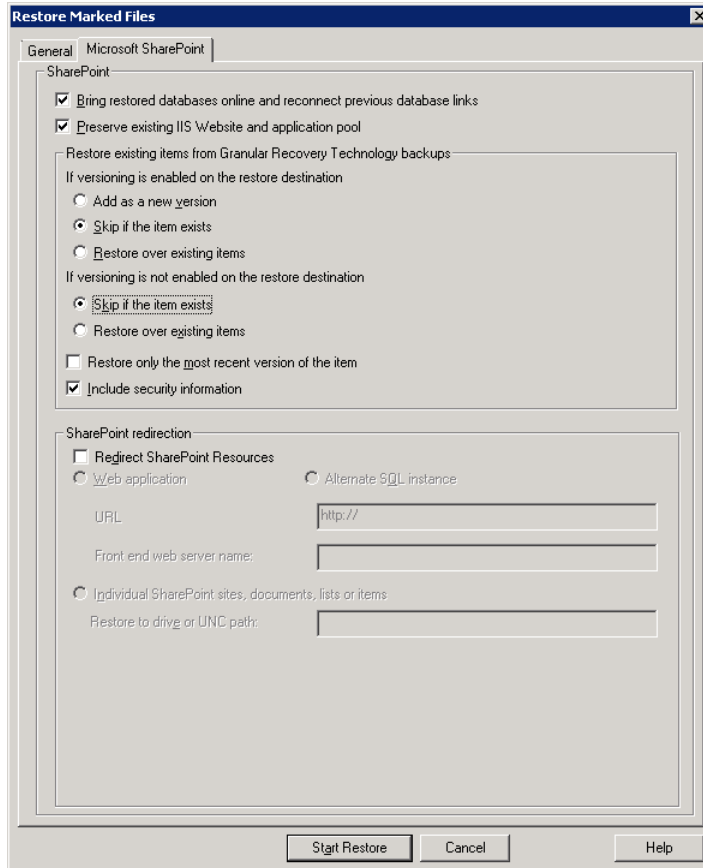 Restore Marked Files
General
Microsoft SharePoint
SharePoint
Bring restored databases online and reconnect previous database links
Preserve existing IIS Website and application pool
Restore existing items from Granular Recovery Technology backups
If versioning is enabled on the restore destination
Add as a new version
Skip if the item exists
Restore over existing items
If versioning is not enabled on the restore destination
Skip if the item exists
Restore over existing items
Restore only the most recent version of the item
Include security information
SharePoint redirection
Redirect SharePoint Resources
Web application
Alternate SQL instance
URL
http://
Front end web server name:
Individual SharePoint sites, documents, lists or items
Restore to drive or UNC path:
Start Restore
Cancel
Help